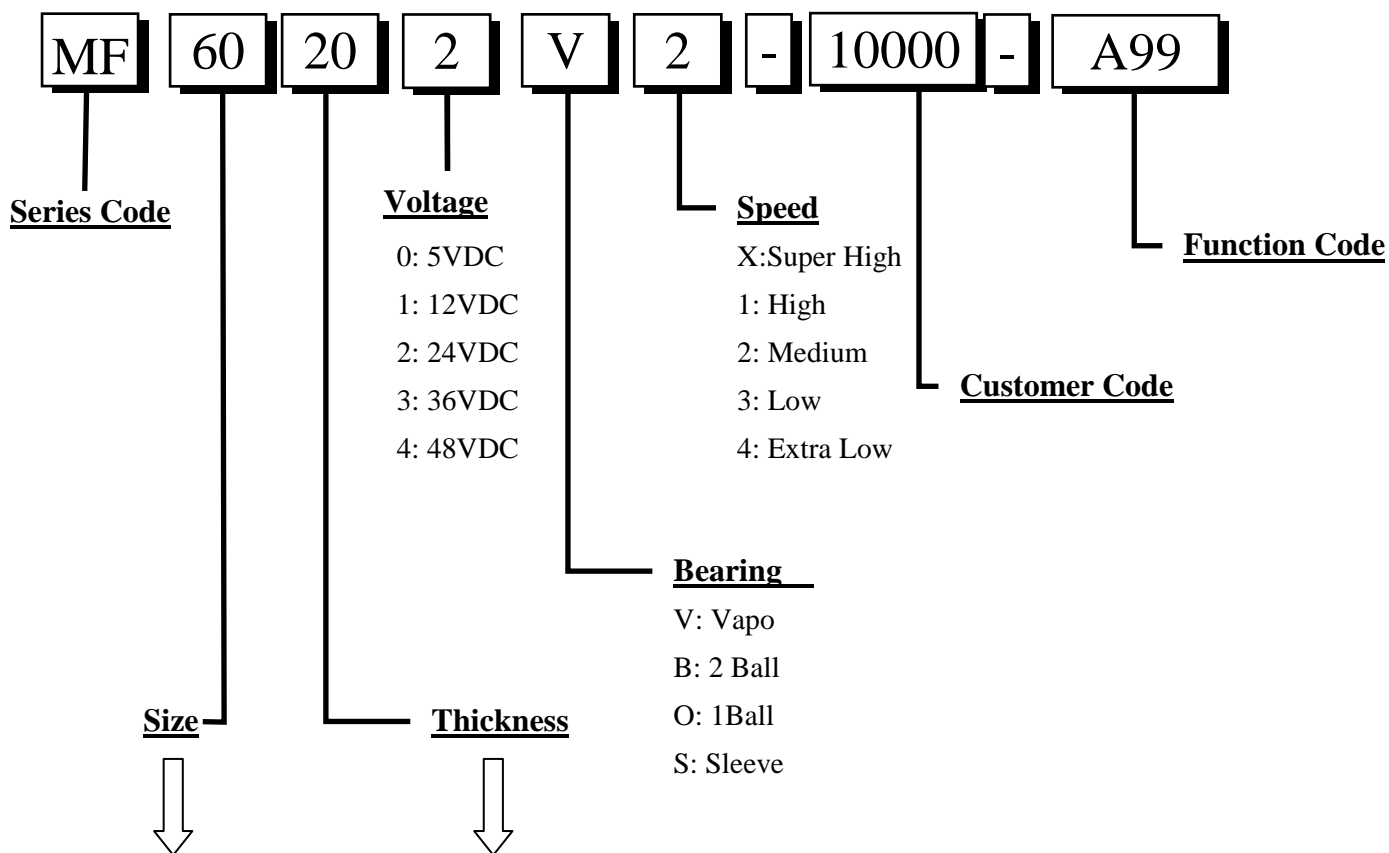 MF 60 20 2 V 2 - 10000 - A99
Series Code
Voltage
0: 5VDC
1: 12VDC
2: 24VDC
3: 36VDC
4: 48VDC
Speed
X:Super High
1: High
2: Medium
3: Low
4: Extra Low
Function Code
Customer Code
Bearing
V: Vapo
B: 2 Ball
O: 1Ball
S: Sleeve
Size
Thickness